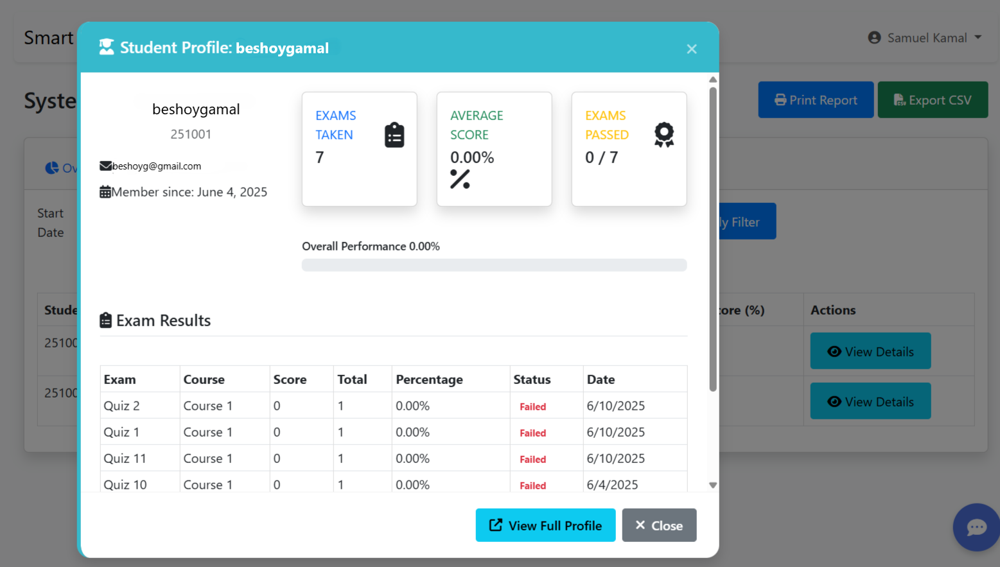 Smart
Samuel Kamal
Student Profile: beshoygamal
Syste
Print Report
Export CSV
beshoygamal
251001
beshoyg@gmail.com
Member since: June 4, 2025
EXAMS
TAKEN
7
AVERAGE
SCORE
0.00%
EXAMS
PASSED
0 / 7
Ov
Start
Date
ly Filter
Overall Performance 0.00%
Stude
ore (%)
Actions
25100
View Details
25100
View Details
Exam Results
Exam Course Score Total Percentage Status Date
Quiz 2 Course 1 0 1 0.00% Failed 6/10/2025
Quiz 1 Course 1 0 1 0.00% Failed 6/10/2025
Quiz 11 Course 1 0 1 0.00% Failed 6/10/2025
Quiz 10 Course 1 0 1 0.00% Failed 6/4/2025
View Full Profile
Close